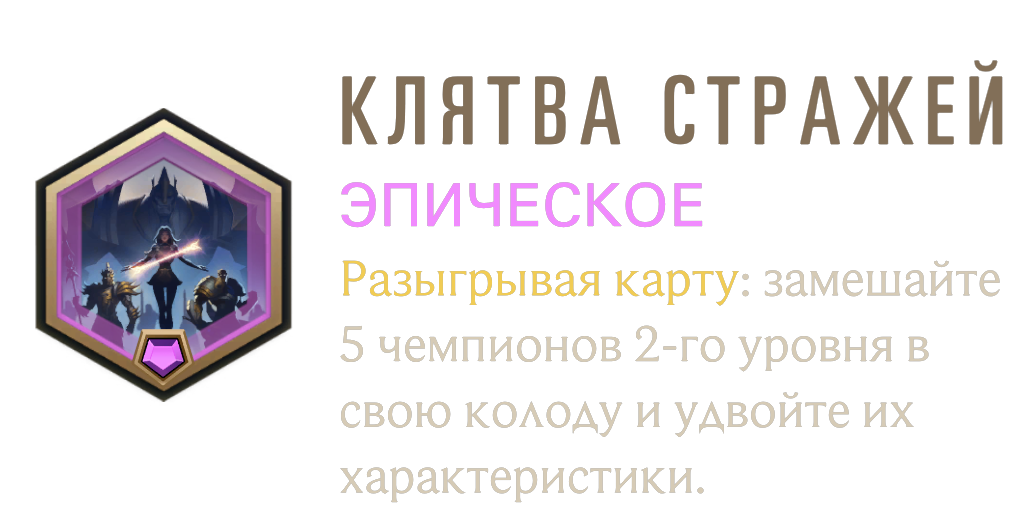 КЛЯТВА СТРАЖЕЙ
ЭПИЧЕСКОЕ
Разыгрывая карту: замешайте
5 чемпионов 2-го уровня в
свою колоду и удвойте их
характеристики.